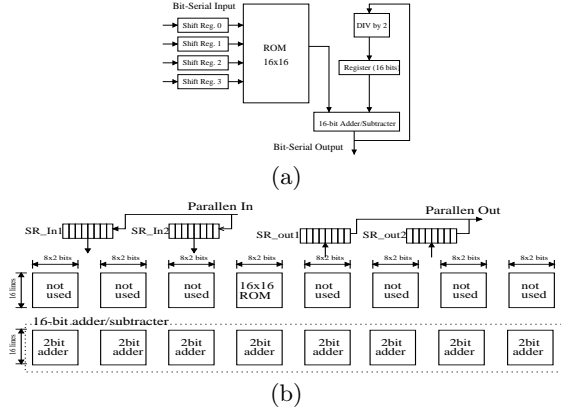 Bit-Serial Input
Shift Reg. 0
Shift Reg. 1
Shift Reg. 2
Shift Reg. 3
ROM
16x16
DIV by 2
Register (16 bits)
16-bit Adder/Subtracter
Bit-Serial Output
(a)
Parallen In
Parallen Out
SR_In1
SR_In2
SR_out1
SR_out2
8x2 bits 8x2 bits 8x2 bits 8x2 bits 8x2 bits 8x2 bits 8x2 bits 8x2 bits
16 lines
not used
not used
not used
16x16 ROM
not used
not used
not used
not used
16-bit adder/subtracter
16 lines
2bit adder
2bit adder
2bit adder
2bit adder
2bit adder
2bit adder
2bit adder
2bit adder
(b)